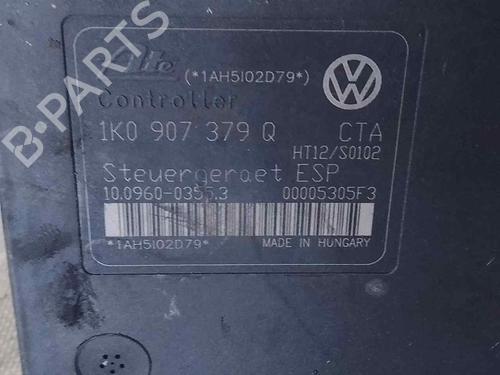 Ate (*1AH5I02D79*)
Controller
1K0 907 379 Q CTA
HT12/S0102
Steuergeraet ESP
10.0960-0355.3 00005305F3
*1AH5I02D79* MADE IN HUNGARY
B-PARTS